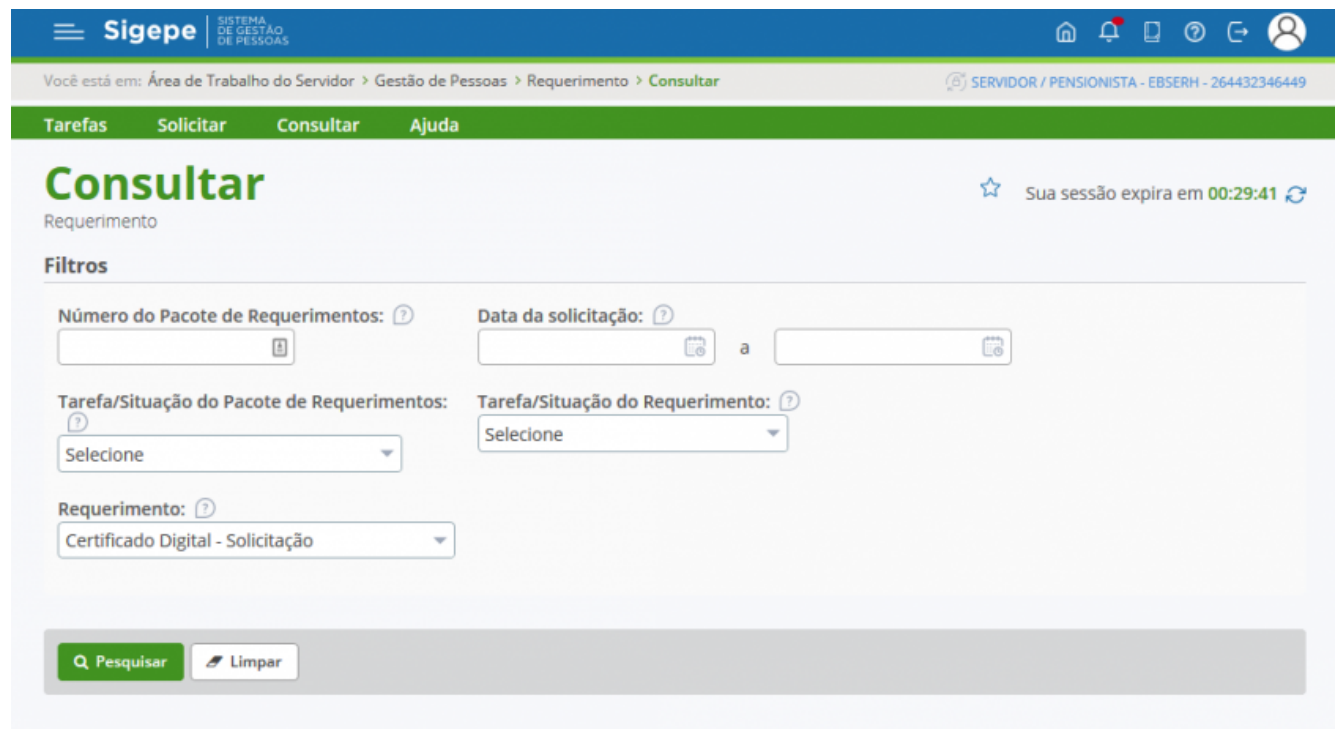 Sigepe
SISTEMA
DE GESTÃO
DE PESSOAS
Você está em: Área de Trabalho do Servidor > Gestão de Pessoas > Requerimento > Consultar
SERVIDOR / PENSIONISTA - EBSERH - 264432346449
Tarefas Solicitar Consultar Ajuda
Consultar
Sua sessão expira em 00:29:41
Requerimento
Filtros
Número do Pacote de Requerimentos: ? Data da solicitação: ?
a
Tarefa/Situação do Pacote de Requerimentos: ?
Tarefa/Situação do Requerimento: ?
Selecione
Selecione
Requerimento: ?
Certificado Digital - Solicitação
Pesquisar Limpar